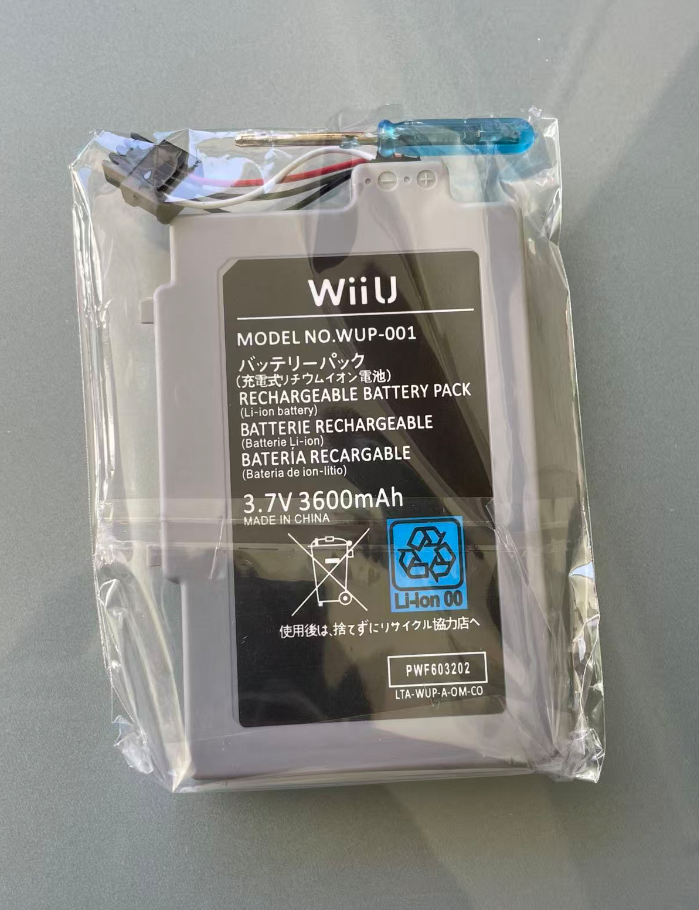 WiiU
MODEL NO.WUP-001
バッテリーパック
(充電式リチウムイオン電池)
RECHARGEABLE BATTERY PACK
(Li-ion battery)
BATTERIE RECHARGEABLE
(Batterie Li-ion)
BATERÍA RECARGABLE
(Bateria de ion-litio)
3.7V 3600mAh
MADE IN CHINA
Li-ion 00
使用後は、捨てずにリサイクル協力店へ
PWF603202
LTA-WUP-A-OM-CO